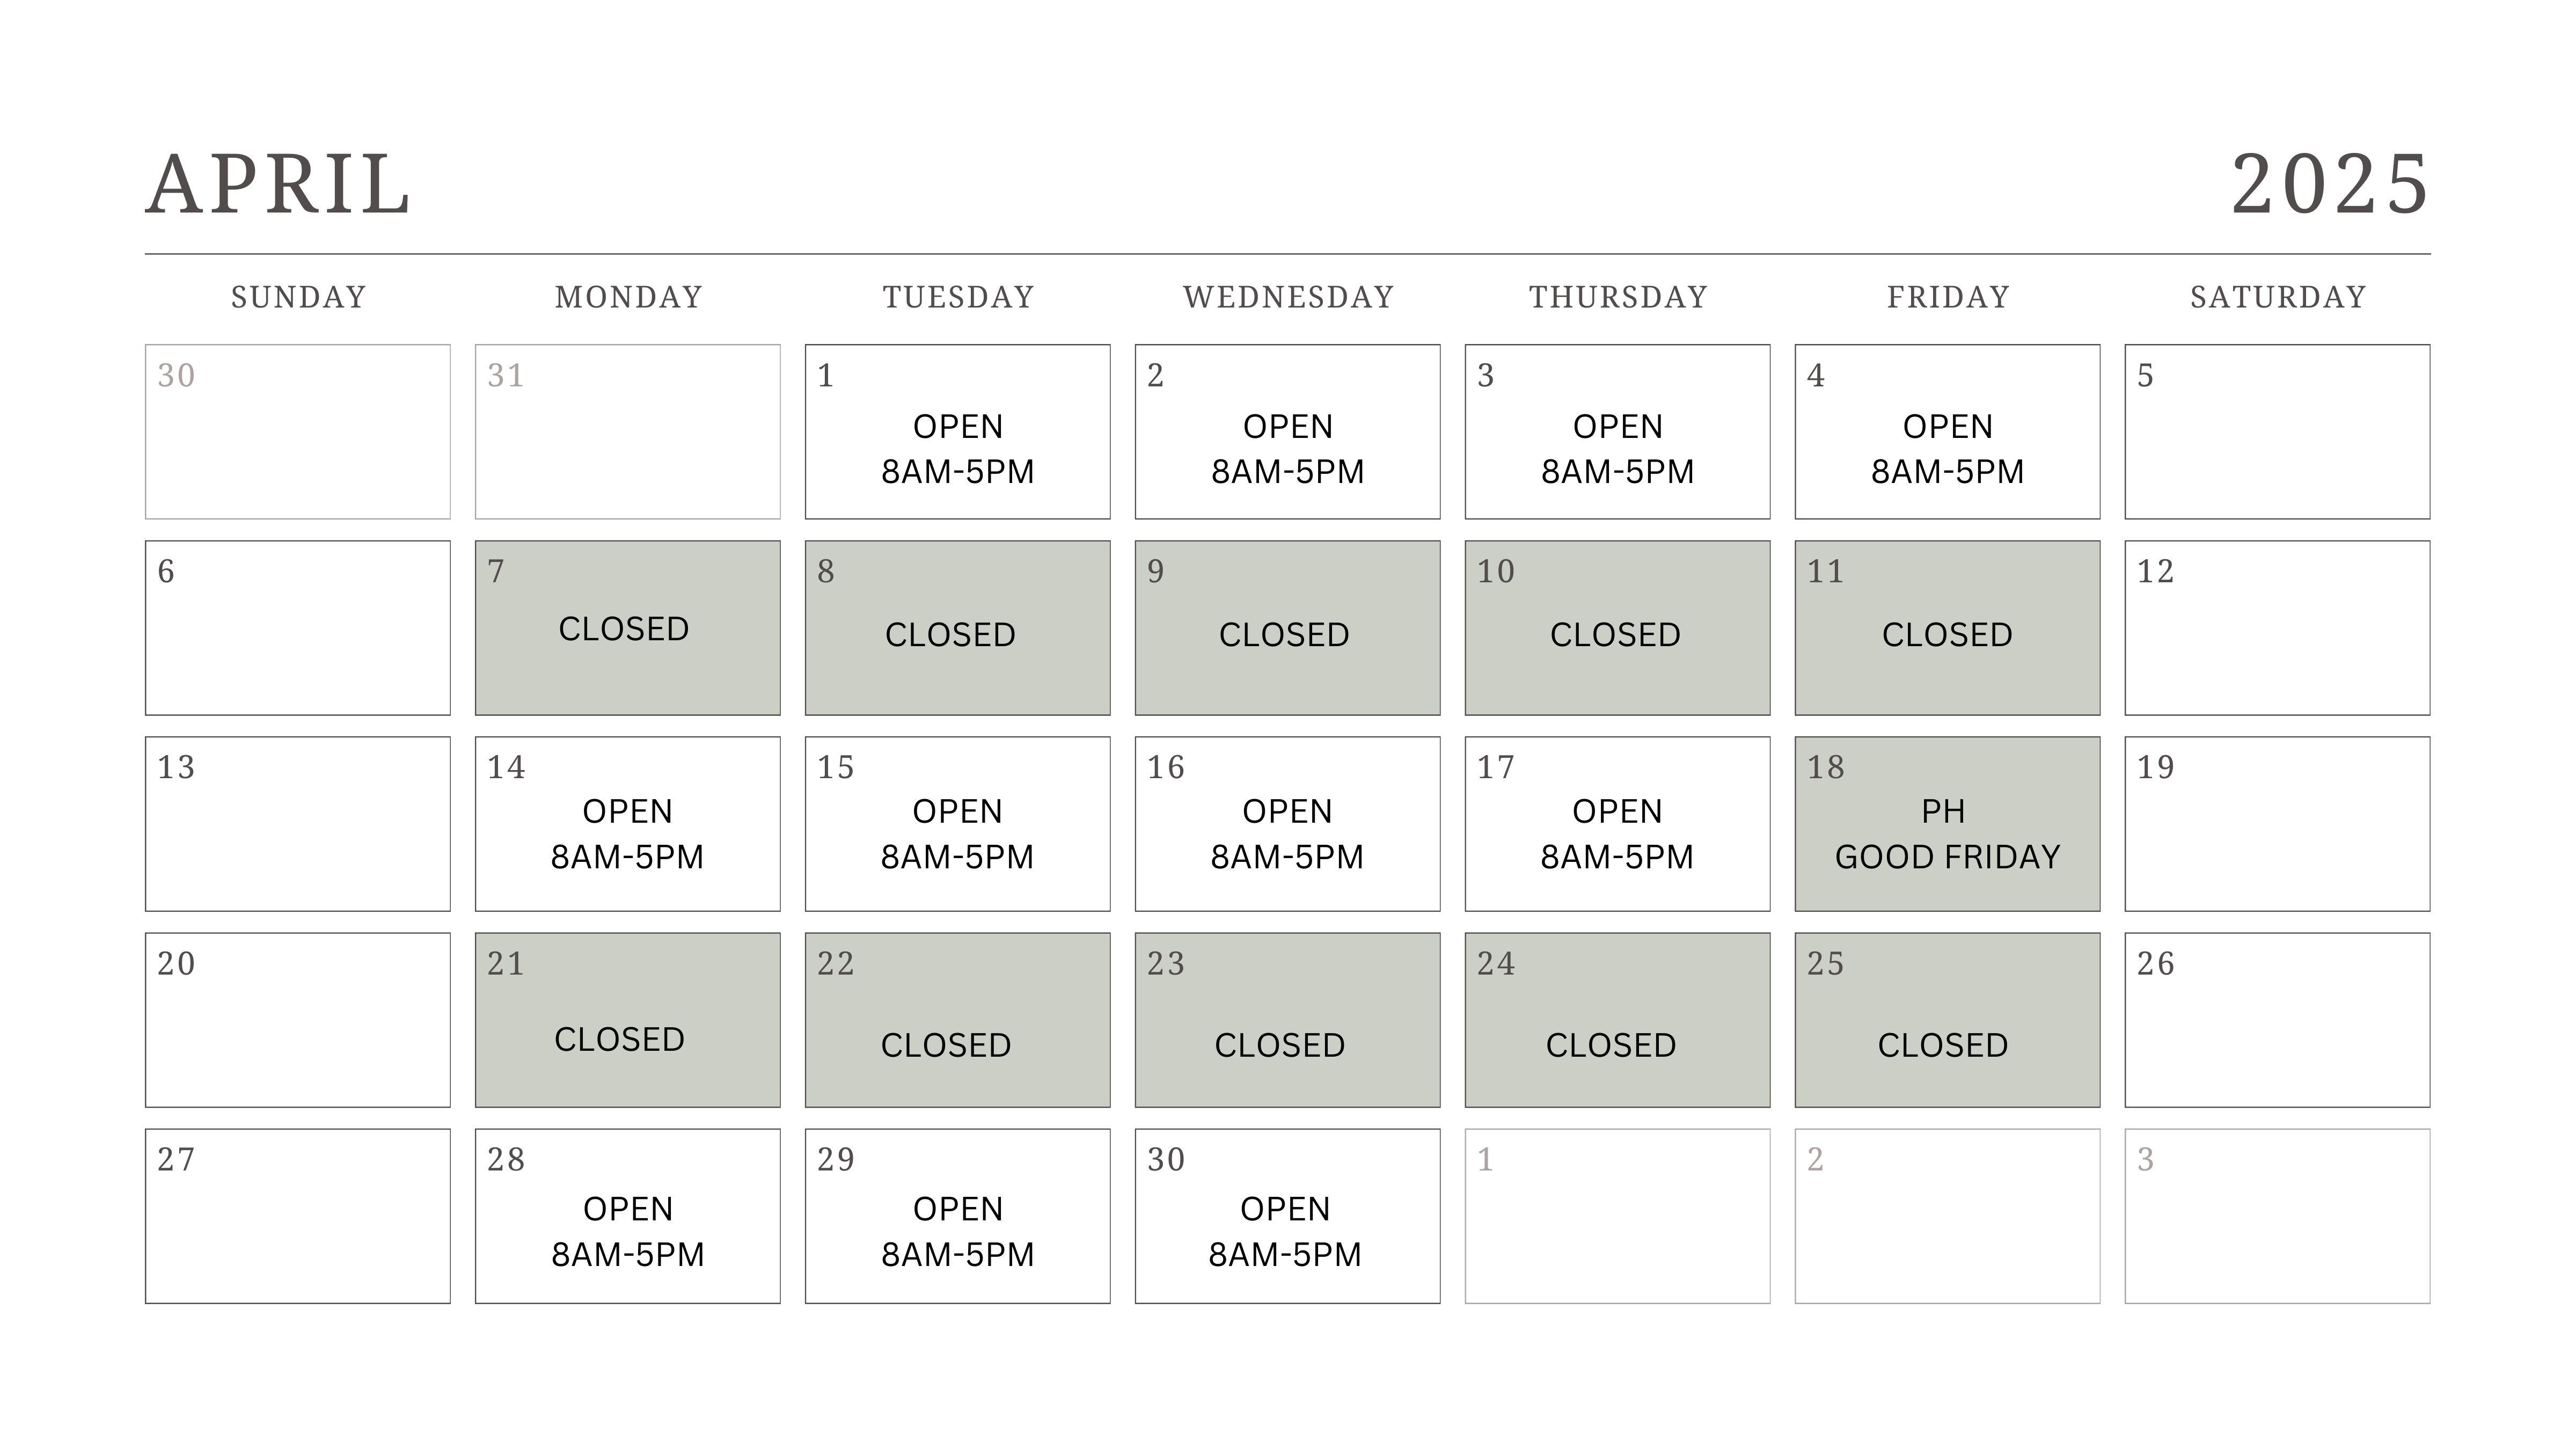 APRIL 2025
SUNDAY MONDAY TUESDAY WEDNESDAY THURSDAY FRIDAY SATURDAY
30 31 1 2 3 4 5
OPEN OPEN OPEN OPEN
8AM-5PM 8AM-5PM 8AM-5PM 8AM-5PM
6 7 8 9 10 11 12
CLOSED CLOSED CLOSED CLOSED CLOSED
13 14 15 16 17 18 19
OPEN OPEN OPEN OPEN PH
8AM-5PM 8AM-5PM 8AM-5PM 8AM-5PM GOOD FRIDAY
20 21 22 23 24 25 26
CLOSED CLOSED CLOSED CLOSED CLOSED
27 28 29 30 1 2 3
OPEN OPEN OPEN
8AM-5PM 8AM-5PM 8AM-5PM